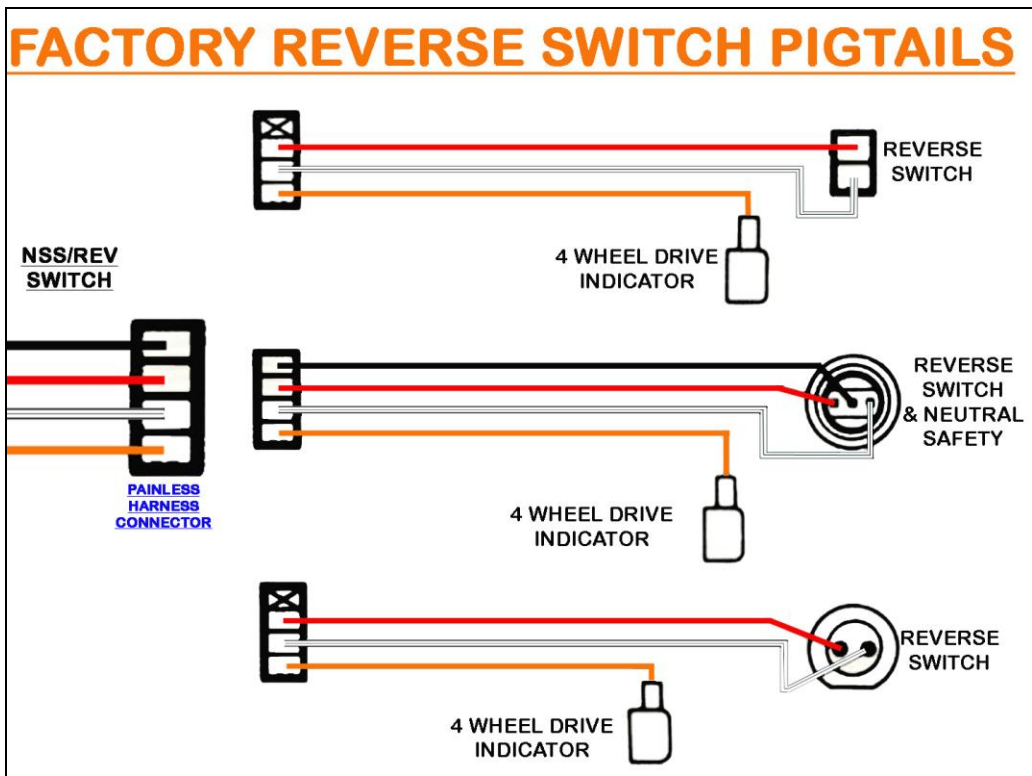 FACTORY REVERSE SWITCH PIGTAILS
REVERSE
SWITCH
4 WHEEL DRIVE
INDICATOR
NSS/REV
SWITCH
PAINLESS
HARNESS
CONNECTOR
REVERSE
SWITCH
& NEUTRAL
SAFETY
4 WHEEL DRIVE
INDICATOR
REVERSE
SWITCH
4 WHEEL DRIVE
INDICATOR